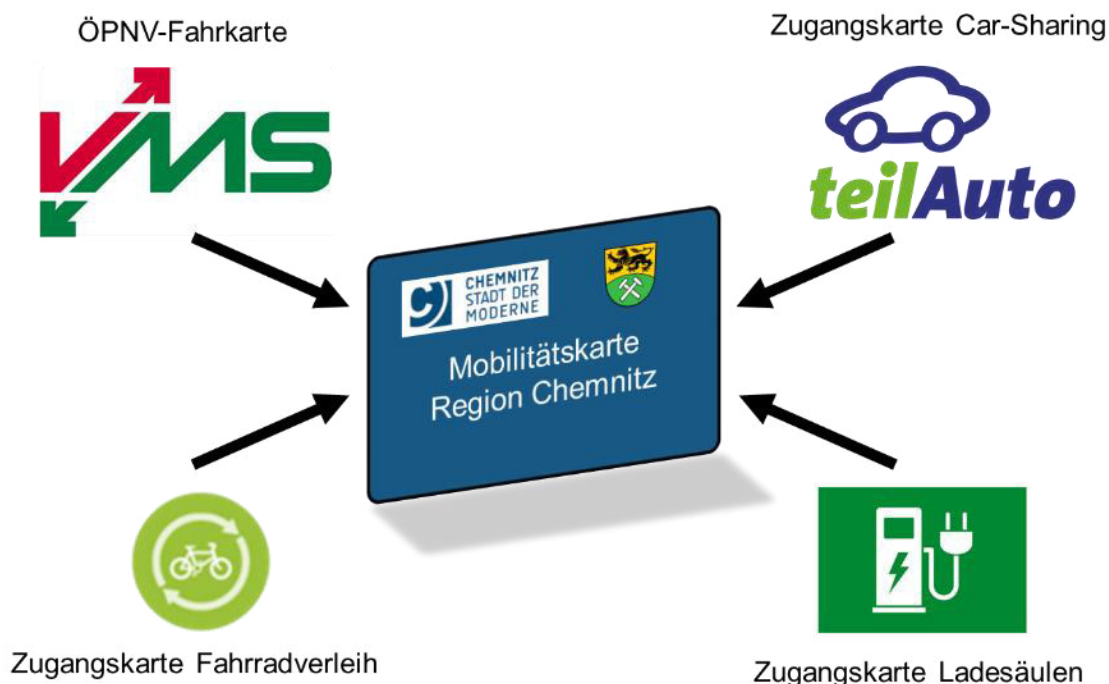 ÖPNV-Fahrkarte
Zugangskarte Car-Sharing
VMS
teilAuto
CHEMNITZ
STADT DER
MODERNE
Mobilitätskarte
Region Chemnitz
Zugangskarte Fahrradverleih
Zugangskarte Ladesäulen